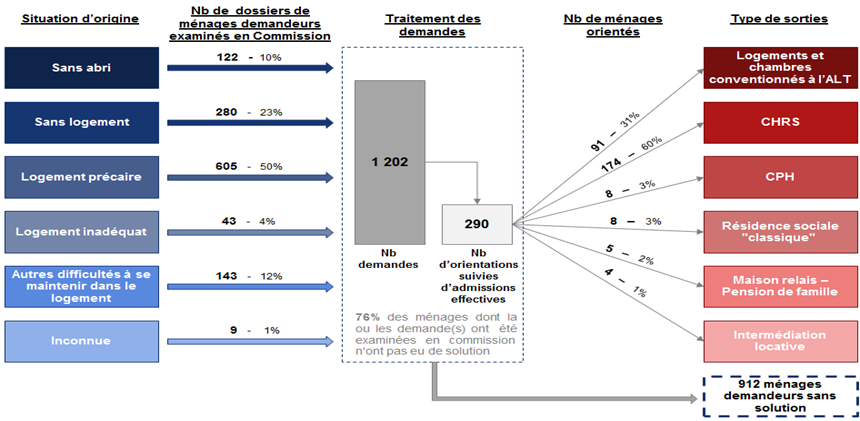 Situation d'origine
Nb de dossiers de
ménages demandeurs
examinés en Commission
Traitement des
demandes
Nb de ménages
orientés
Type de sorties
Sans abri
122 - 10%
Sans logement
280 - 23%
Logement précaire
605 - 50%
Logement inadéquat
43 - 4%
Autres difficultés à se
maintenir dans le
logement
143 - 12%
Inconnue
9 - 1%
1 202
Nb
demandes
290
Nb
d'orientations
suivies
d'admissions
effectives
76% des ménages dont la
ou les demande(s) ont été
examinées en commission
n'ont pas eu de solution
91 – 31%
174 – 60%
8 – 3%
8 – 3%
5 – 2%
4 – 1%
Logements et
chambres
conventionnés à l'ALT
CHRS
CPH
Résidence sociale
"classique"
Maison relais –
Pension de famille
Intermédiation
locative
912 ménages
demandeurs sans
solution